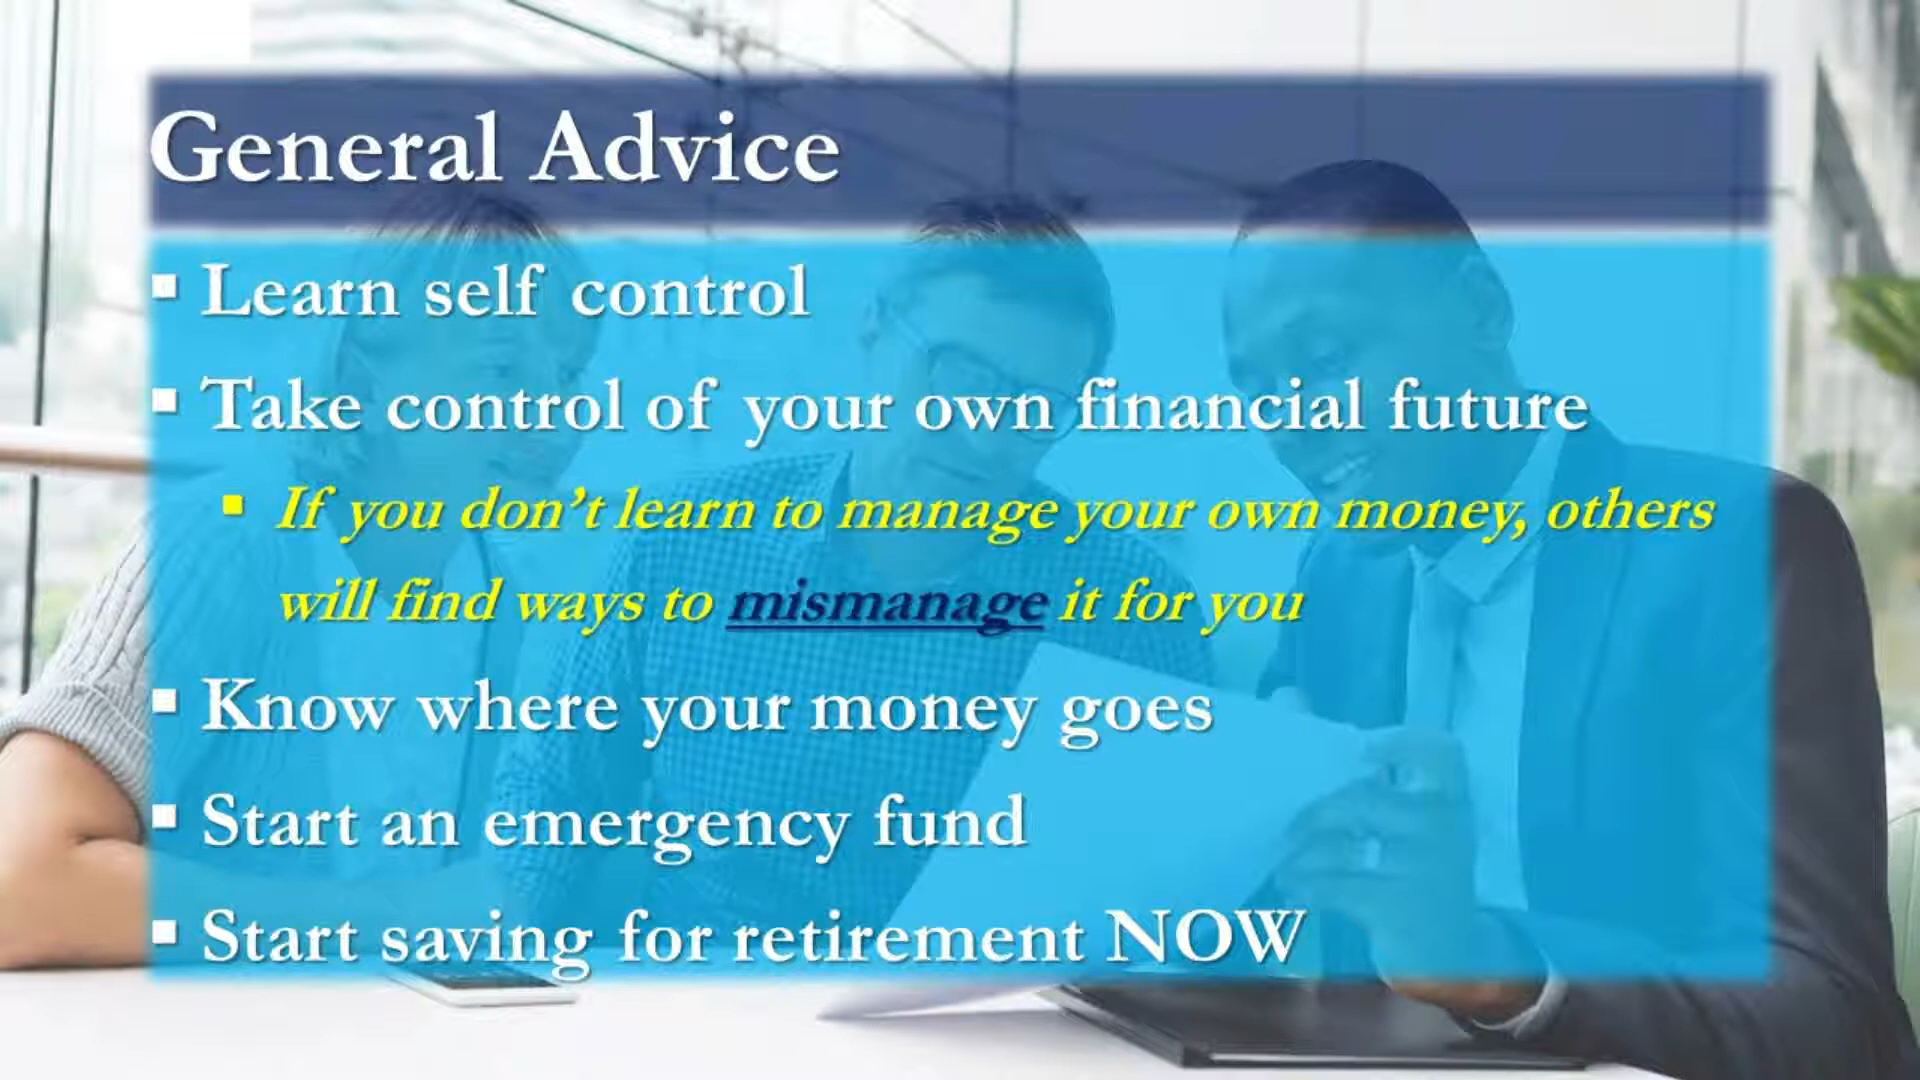 General Advice
▪ Learn self control
▪ Take control of your own financial future
▪ If you don't learn to manage your own money, others
will find ways to mismanage it for you
▪ Know where your money goes
▪ Start an emergency fund
▪ Start saving for retirement NOW